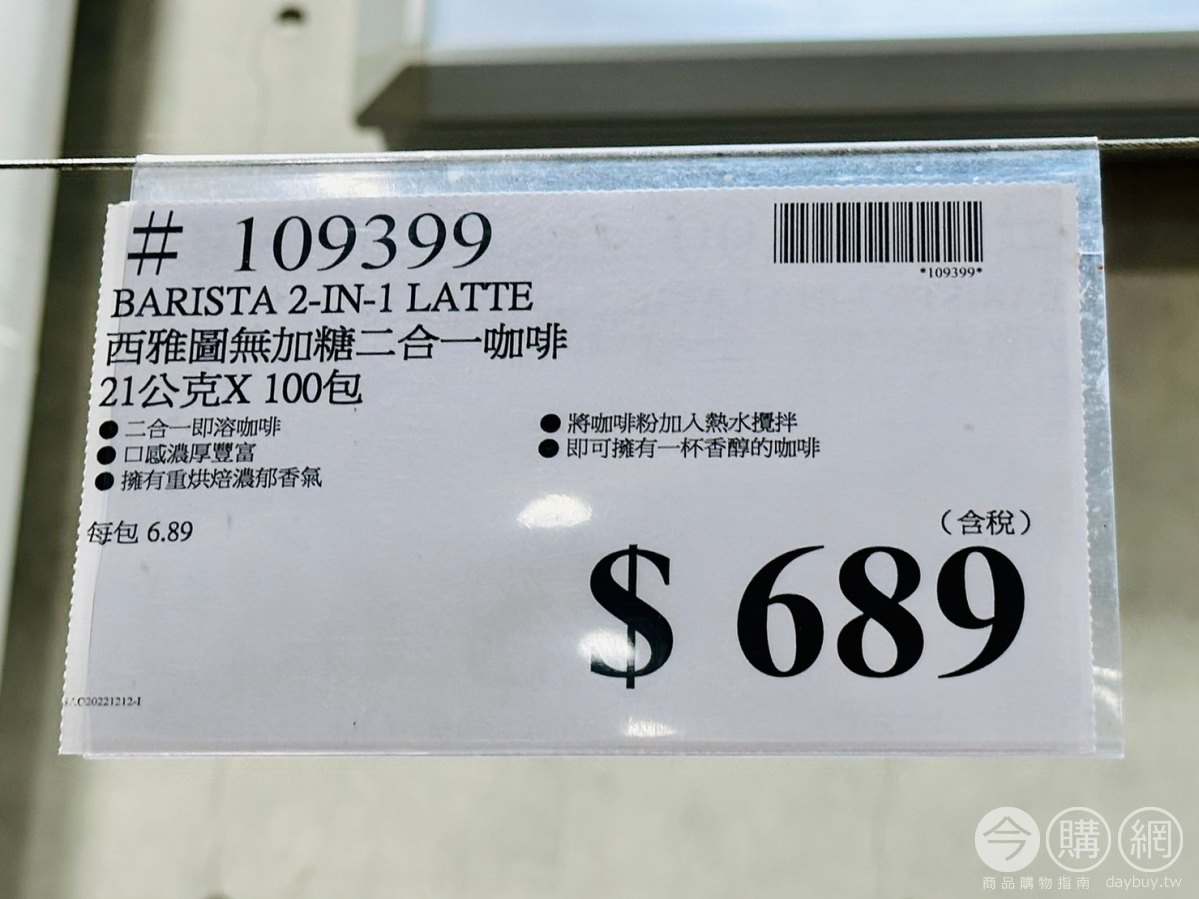 # 109399
*109399*
BARISTA 2-IN-1 LATTE
西雅圖無加糖二合一咖啡
21公克X 100包
● 二合一即溶咖啡
● 口感濃厚豐富
● 擁有重烘焙濃郁香氣
● 將咖啡粉加入熱水攪拌
● 即可擁有一杯香醇的咖啡
每包 6.89
（含稅）
$ 689
今購網
商品購物指南 daybuy.tw